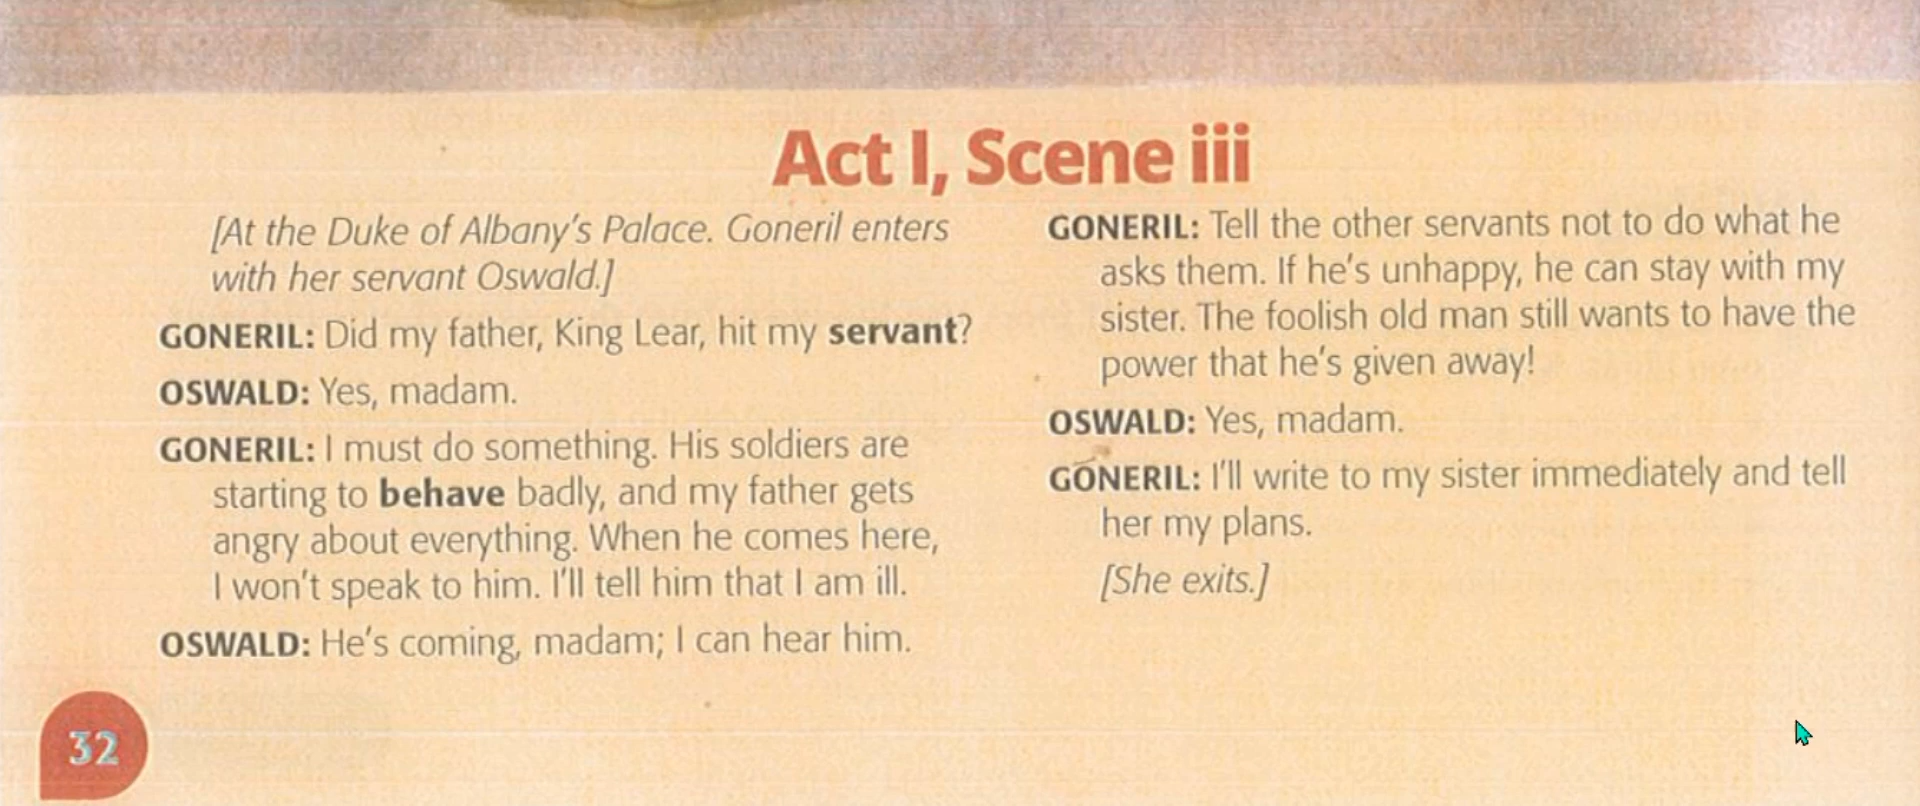 Act I, Scene iii
[At the Duke of Albany's Palace. Goneril enters
with her servant Oswald.]
GONERIL: Did my father, King Lear, hit my servant?
OSWALD: Yes, madam.
GONERIL: I must do something. His soldiers are
starting to behave badly, and my father gets
angry about everything. When he comes here,
I won't speak to him. I'll tell him that I am ill.
OSWALD: He's coming, madam; I can hear him.
GONERIL: Tell the other servants not to do what he
asks them. If he's unhappy, he can stay with my
sister. The foolish old man still wants to have the
power that he's given away!
OSWALD: Yes, madam.
GONERIL: I'll write to my sister immediately and tell
her my plans.
[She exits.]
32